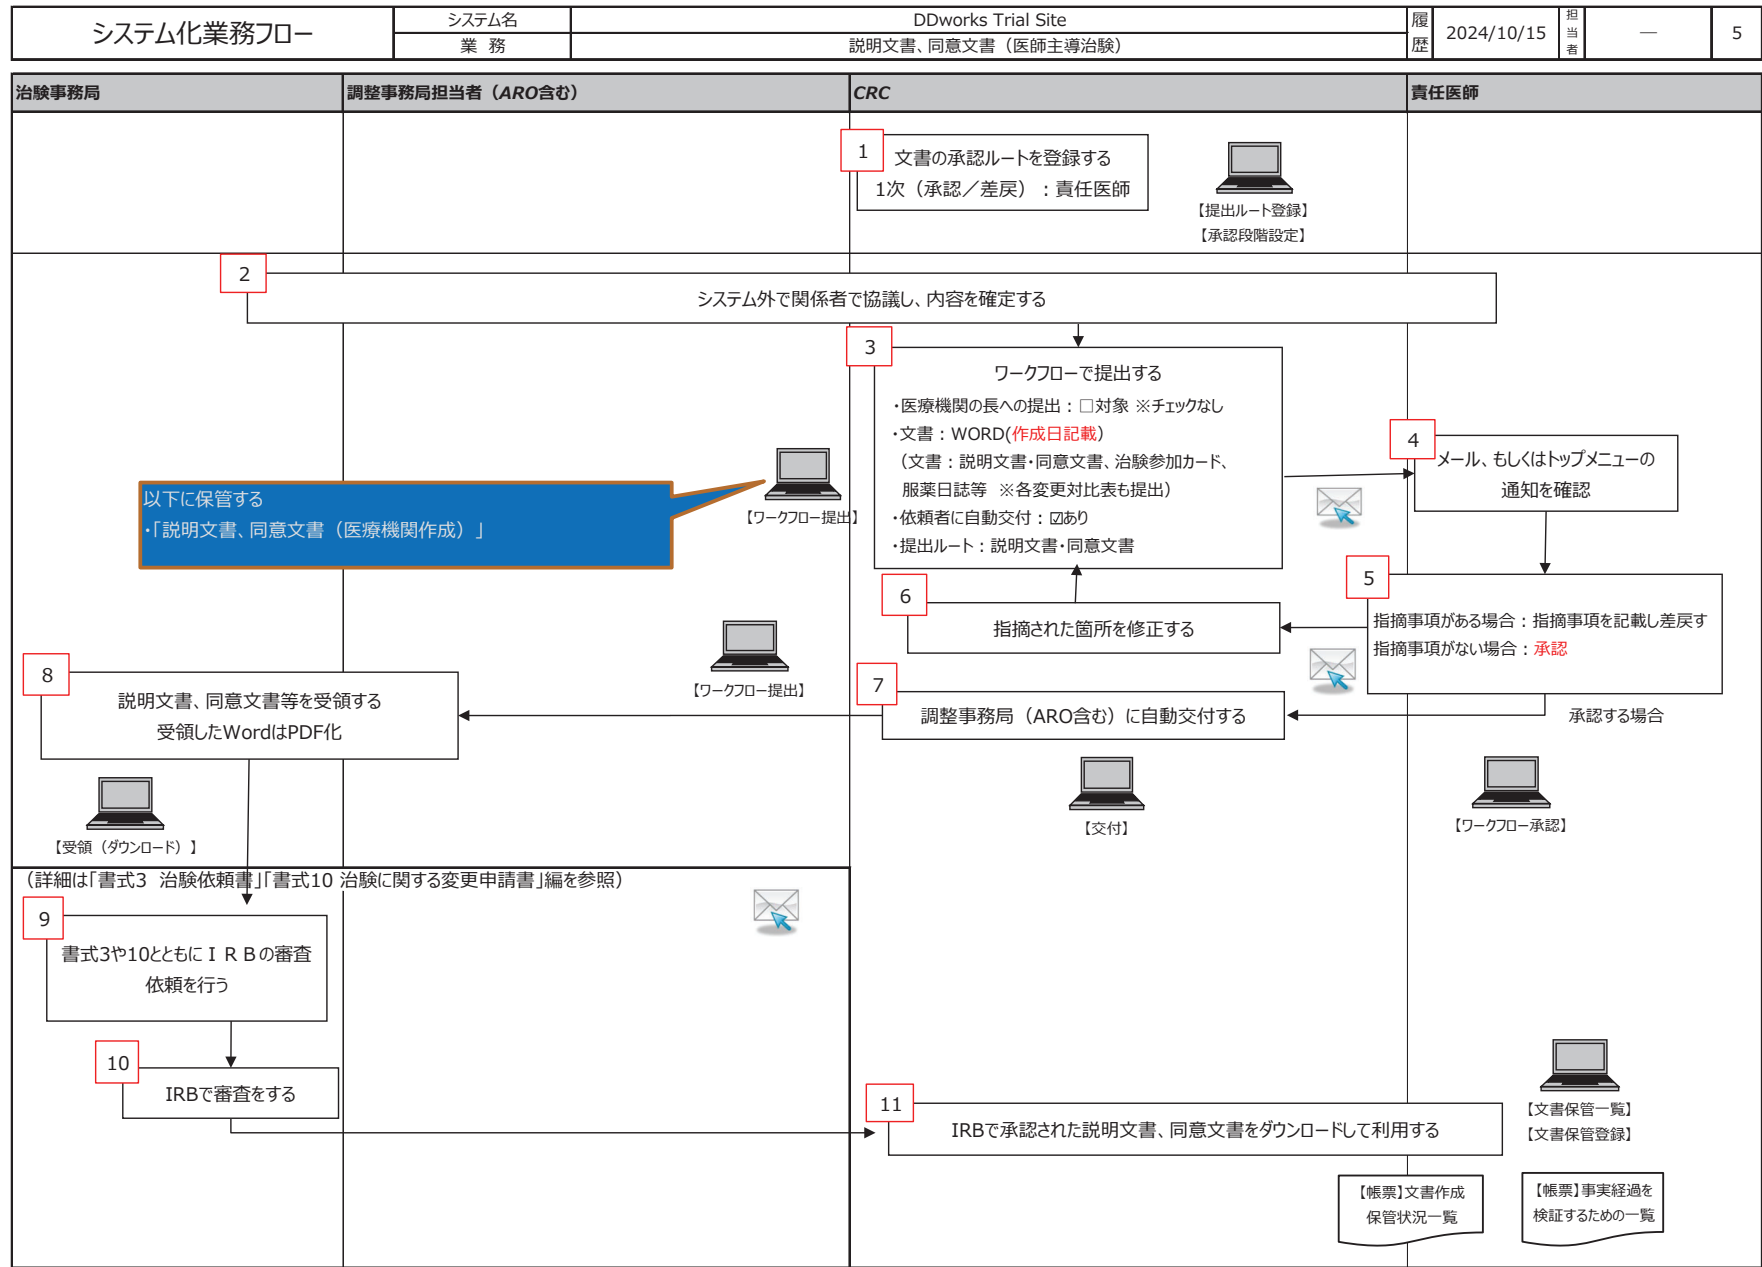 システム化業務フロー
システム名
DDworks Trial Site
業 務
説明文書、同意文書（医師主導治験）
履歴
2024/10/15
担当者
―
5
治験事務局
調整事務局担当者（ARO含む）
CRC
責任医師
1
文書の承認ルートを登録する
1次（承認／差戻）：責任医師
【提出ルート登録】
【承認段階設定】
2
システム外で関係者で協議し、内容を確定する
3
ワークフローで提出する
・医療機関の長への提出：□対象 ※チェックなし
・文書：WORD(作成日記載)
（文書：説明文書・同意文書、治験参加カード、
服薬日誌等 ※各変更対比表も提出）
・依頼者に自動交付：☑あり
・提出ルート：説明文書・同意文書
【ワークフロー提出】
以下に保管する
・「説明文書、同意文書（医療機関作成）」
4
メール、もしくはトップメニューの
通知を確認
5
指摘事項がある場合：指摘事項を記載し差戻す
指摘事項がない場合：承認
6
指摘された箇所を修正する
【ワークフロー提出】
7
調整事務局（ARO含む）に自動交付する
承認する場合
8
説明文書、同意文書等を受領する
受領したWordはPDF化
【受領（ダウンロード）】
【交付】
【ワークフロー承認】
（詳細は「書式3 治験依頼書」「書式10 治験に関する変更申請書」編を参照）
9
書式3や10とともにＩＲＢの審査
依頼を行う
10
IRBで審査をする
11
IRBで承認された説明文書、同意文書をダウンロードして利用する
【文書保管一覧】
【文書保管登録】
【帳票】文書作成
保管状況一覧
【帳票】事実経過を
検証するための一覧